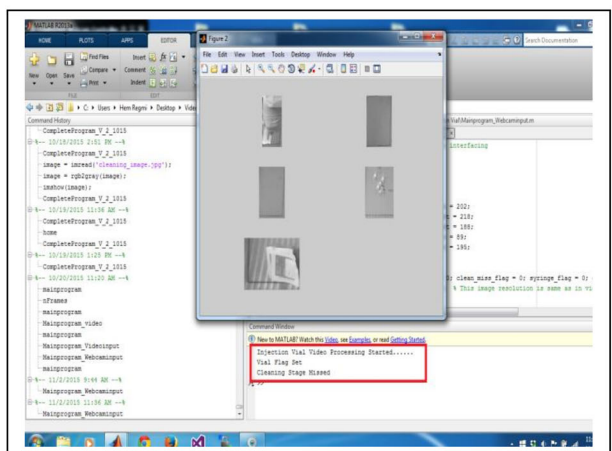 MATLAB R2013a
HOME PLOTS APPS EDITOR
Search Documentation
Figure 2
File Edit View Insert Tools Desktop Window Help
New Open Save
Find Files
Compare
Print
Insert
Comment
Indent
FILE
EDIT
C: Users Hem Regmi Desktop
Vial\Mainprogram_Webcaminput.m
Command History
CompleteProgram_V_2_1015
%-- 10/18/2015 2:51 PM --%
CompleteProgram_V_2_1015
image = imread('cleaning_image.jpg');
image = rgb2gray(image);
imshow(image);
CompleteProgram_V_2_1015
%-- 10/19/2015 11:36 AM --%
CompleteProgram_V_2_1015
home
CompleteProgram_V_2_1015
%-- 10/19/2015 1:25 PM --%
CompleteProgram_V_2_1015
%-- 10/20/2015 11:20 AM --%
mainprogram
nFrames
mainprogram
Mainprogram_video
mainprogram
Mainprogram_Videoinput
Mainprogram_Webcaminput
mainprogram
Mainprogram_Webcaminput
%-- 11/2/2015 9:44 AM --%
Mainprogram_Webcaminput
%-- 11/2/2015 11:56 AM --%
Mainprogram_Webcaminput
interfacing
= 202;
= 218;
= 188;
= 89;
= 195;
clean_miss_flag = 0; syringe_flag = 0;
% This image resolution is same as in vi
Command Window
New to MATLAB? Watch this Video, see Examples, or read Getting Started.
Injection Vial Video Processing Started......
Vial Flag Set
Cleaning Stage Missed
>>